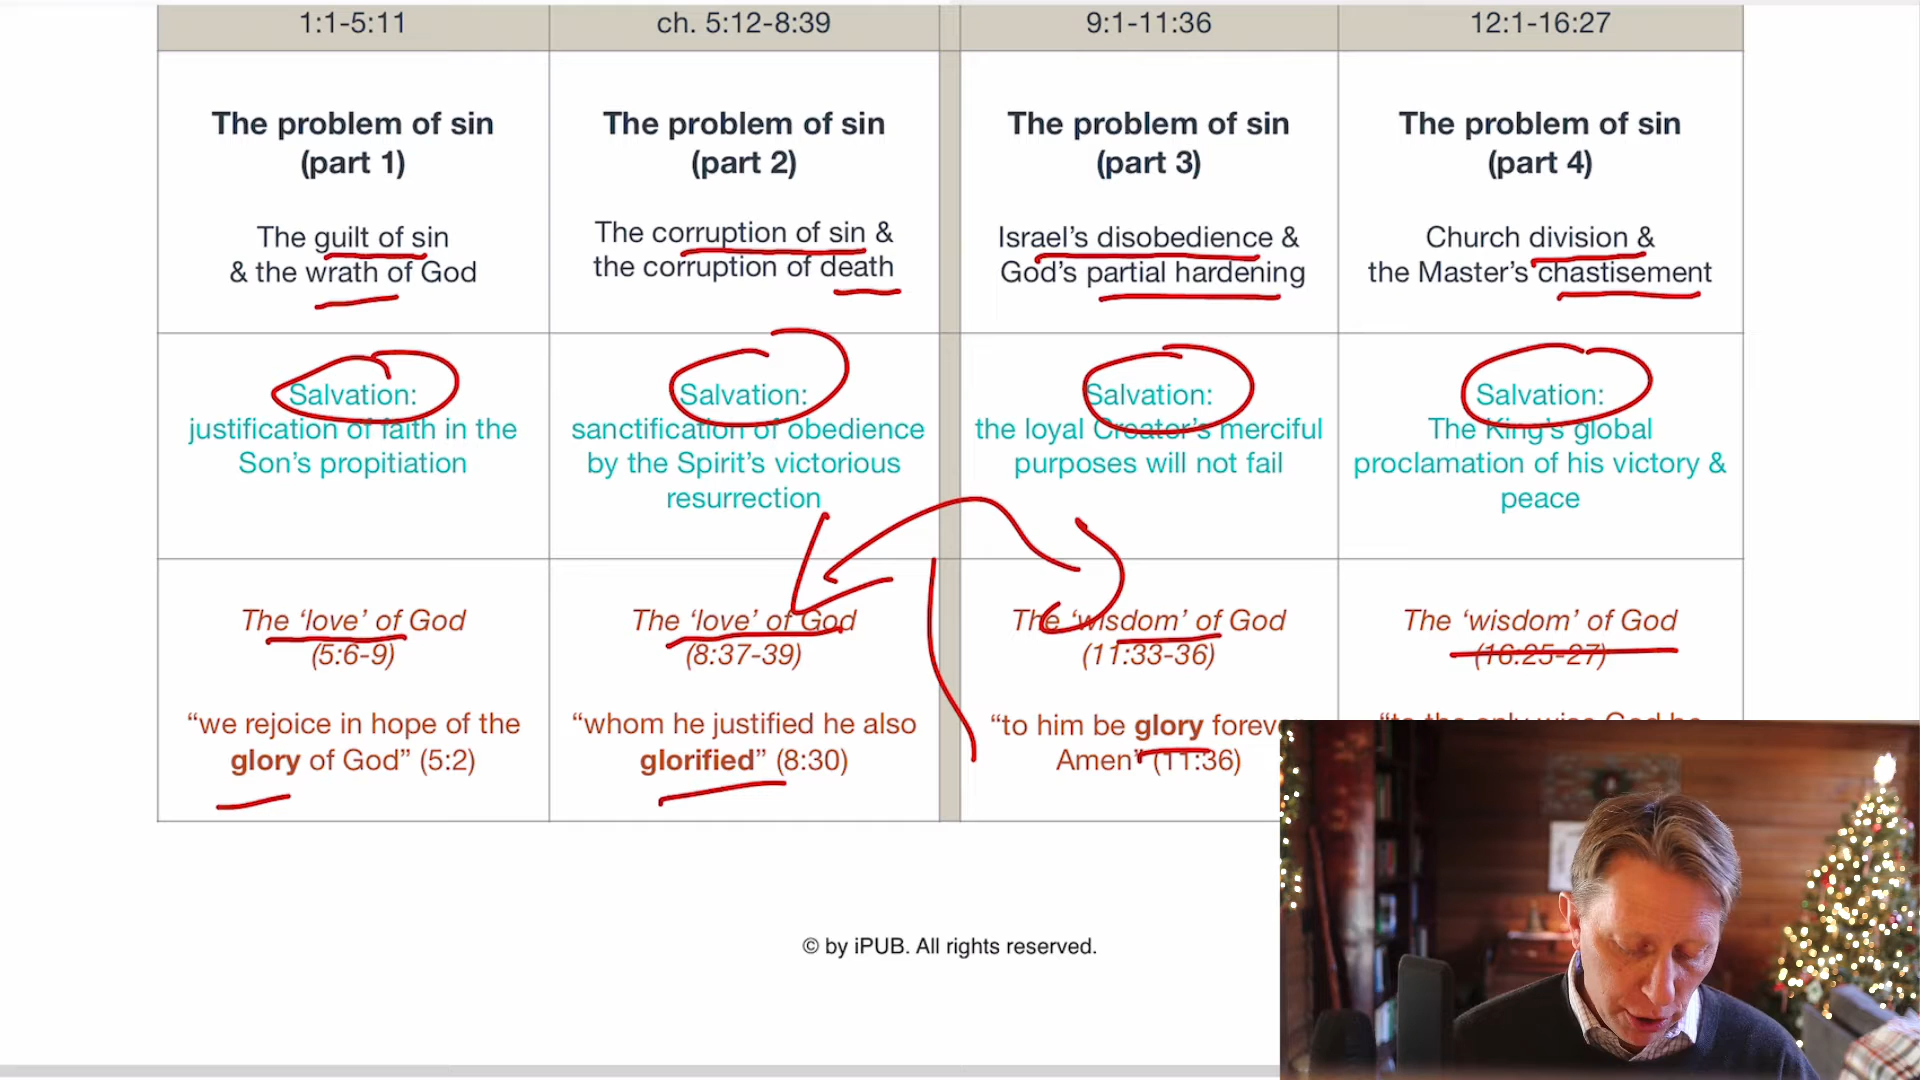 1:1-5:11
ch. 5:12-8:39
9:1-11:36
12:1-16:27
The problem of sin
(part 1)
The guilt of sin
& the wrath of God
The problem of sin
(part 2)
The corruption of sin &
the corruption of death
The problem of sin
(part 3)
Israel’s disobedience &
God’s partial hardening
The problem of sin
(part 4)
Church division &
the Master’s chastisement
Salvation:
justification of faith in the
Son’s propitiation
Salvation:
sanctification of obedience
by the Spirit’s victorious
resurrection
Salvation:
the loyal Creator’s merciful
purposes will not fail
Salvation:
The King’s global
proclamation of his victory &
peace
The ‘love’ of God
(5:6-9)
“we rejoice in hope of the
glory of God” (5:2)
The ‘love’ of God
(8:37-39)
“whom he justified he also
glorified” (8:30)
The ‘wisdom’ of God
(11:33-36)
“to him be glory
Amen” (11:36)
The ‘wisdom’ of God
(16:25-27)
“to the only wise God be
© by iPUB. All rights reserved.